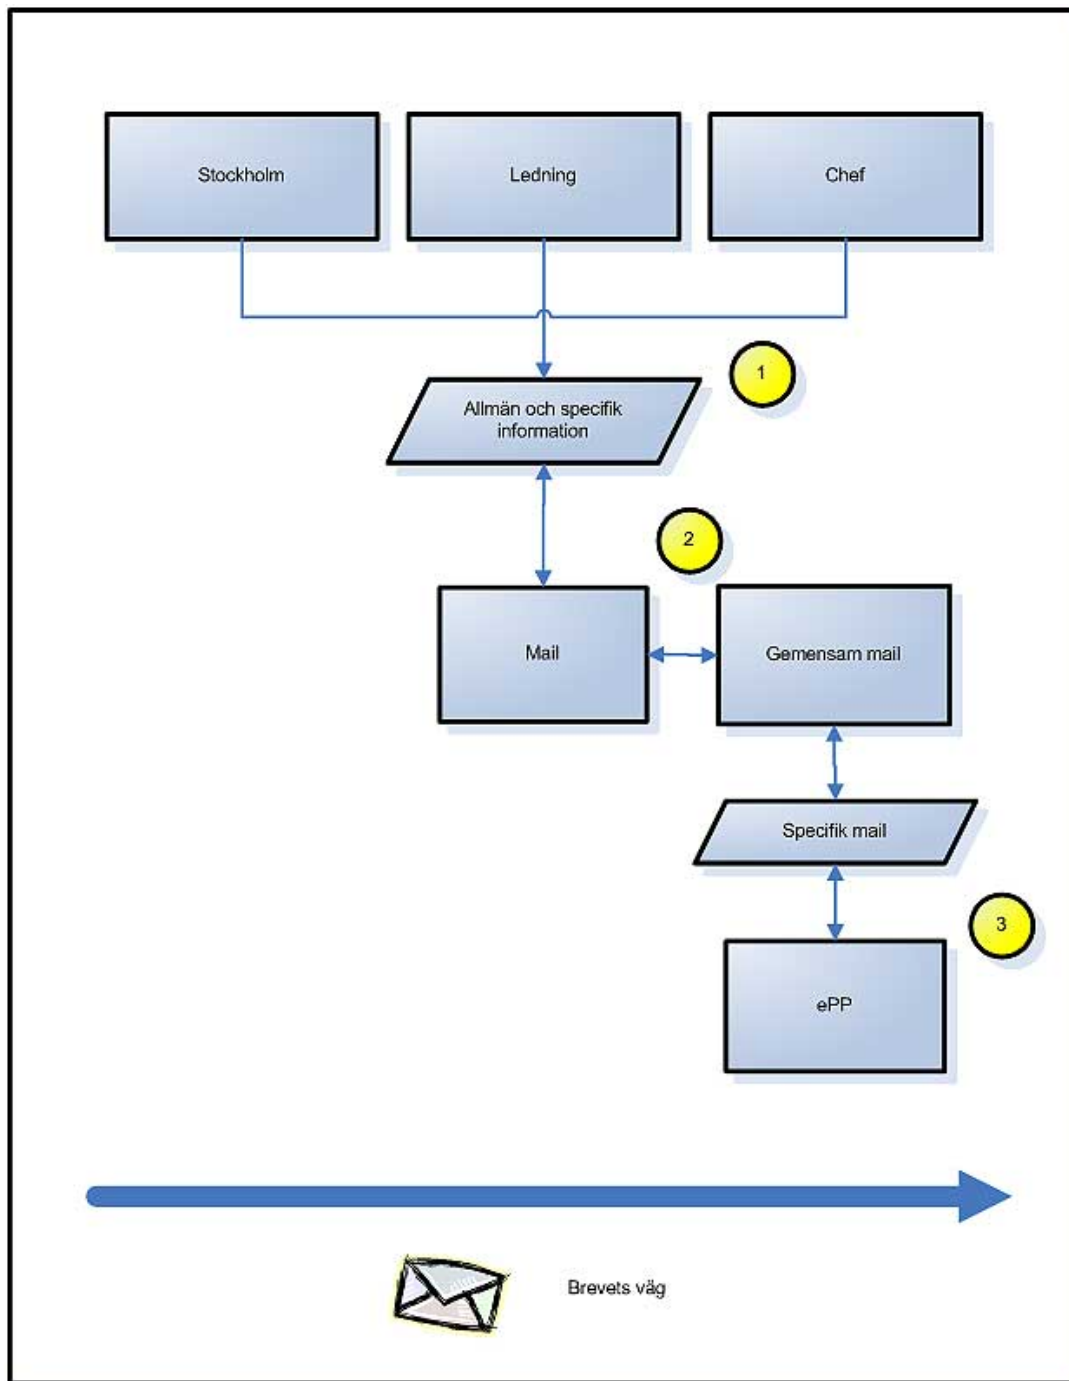 Stockholm
Ledning
Chef
1
Allmän och specifik
information
2
Mail
Gemensam mail
Specifik mail
3
ePP
Brevets väg